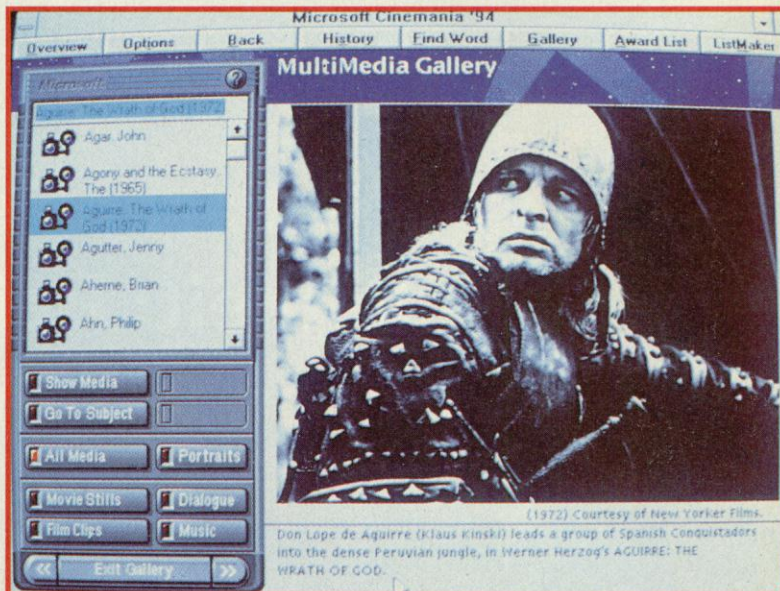 Microsoft Cinemania '94
Overview Options Back History Find Word Gallery Award List ListMaker
Microsoft ?
MultiMedia Gallery
Aguirre: The Wrath of God (1972
Agar, John
Agony and the Ecstasy,
The (1965)
Aguirre: The Wrath of
God (1972)
Agutter, Jenny
Aherne, Brian
Ahn, Philip
Show Media
Go To Subject
All Media Portraits
Movie Stills Dialogue
Film Clips Music
<< Exit Gallery >>
(1972) Courtesy of New Yorker Films.
Don Lope de Aguirre (Klaus Kinski) leads a group of Spanish Conquistadors
into the dense Peruvian jungle, in Werner Herzog's AGUIRRE: THE
WRATH OF GOD.